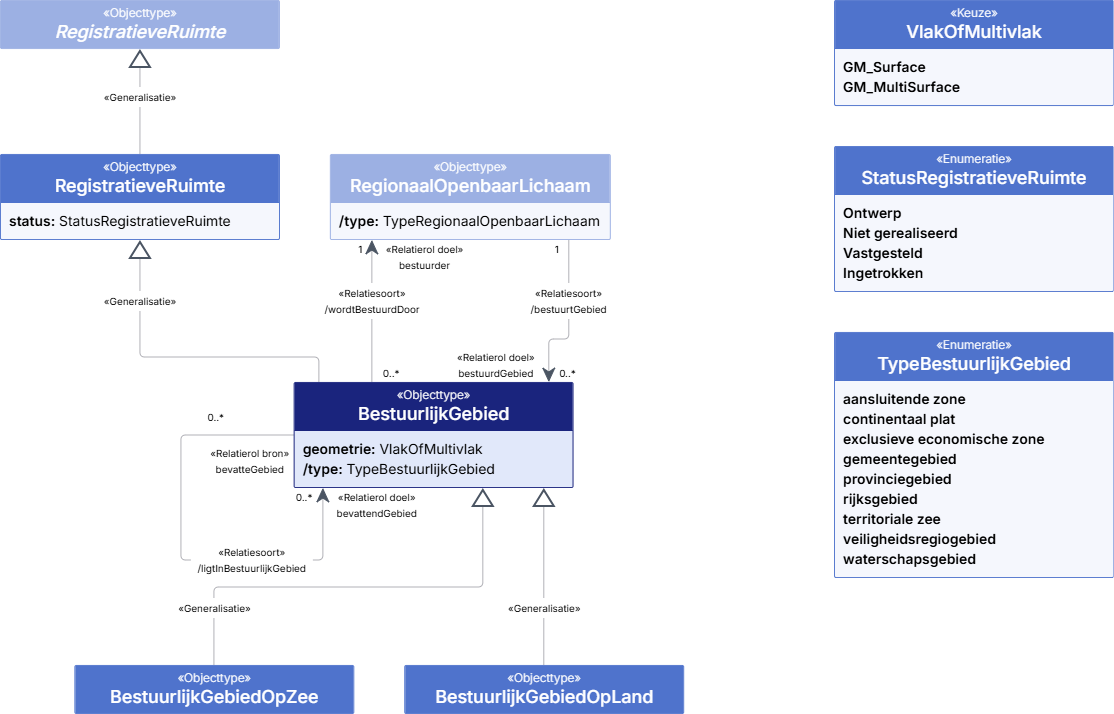 «Objecttype»
RegistratieveRuimte
«Generalisatie»
«Objecttype»
RegistratieveRuimte
status: StatusRegistratieveRuimte
«Generalisatie»
«Objecttype»
RegionaalOpenbaarLichaam
/type: TypeRegionaalOpenbaarLichaam
1
«Relatierol doel»
bestuurder
«Relatiesoort»
/wordtBestuurdDoor
0..*
1
«Relatiesoort»
/bestuurtGebied
«Relatierol doel»
bestuurdGebied
0..*
«Objecttype»
BestuurlijkGebied
geometrie: VlakOfMultivlak
/type: TypeBestuurlijkGebied
0..*
«Relatierol bron»
bevatteGebied
0..*
«Relatierol doel»
bevattendGebied
«Relatiesoort»
/ligtInBestuurlijkGebied
«Generalisatie»
«Generalisatie»
«Objecttype»
BestuurlijkGebiedOpZee
«Objecttype»
BestuurlijkGebiedOpLand
«Keuze»
VlakOfMultivlak
GM_Surface
GM_MultiSurface
«Enumeratie»
StatusRegistratieveRuimte
Ontwerp
Niet gerealiseerd
Vastgesteld
Ingetrokken
«Enumeratie»
TypeBestuurlijkGebied
aansluitende zone
continentaal plat
exclusieve economische zone
gemeentegebied
provinciegebied
rijksgebied
territoriale zee
veiligheidsregiogebied
waterschapsgebied